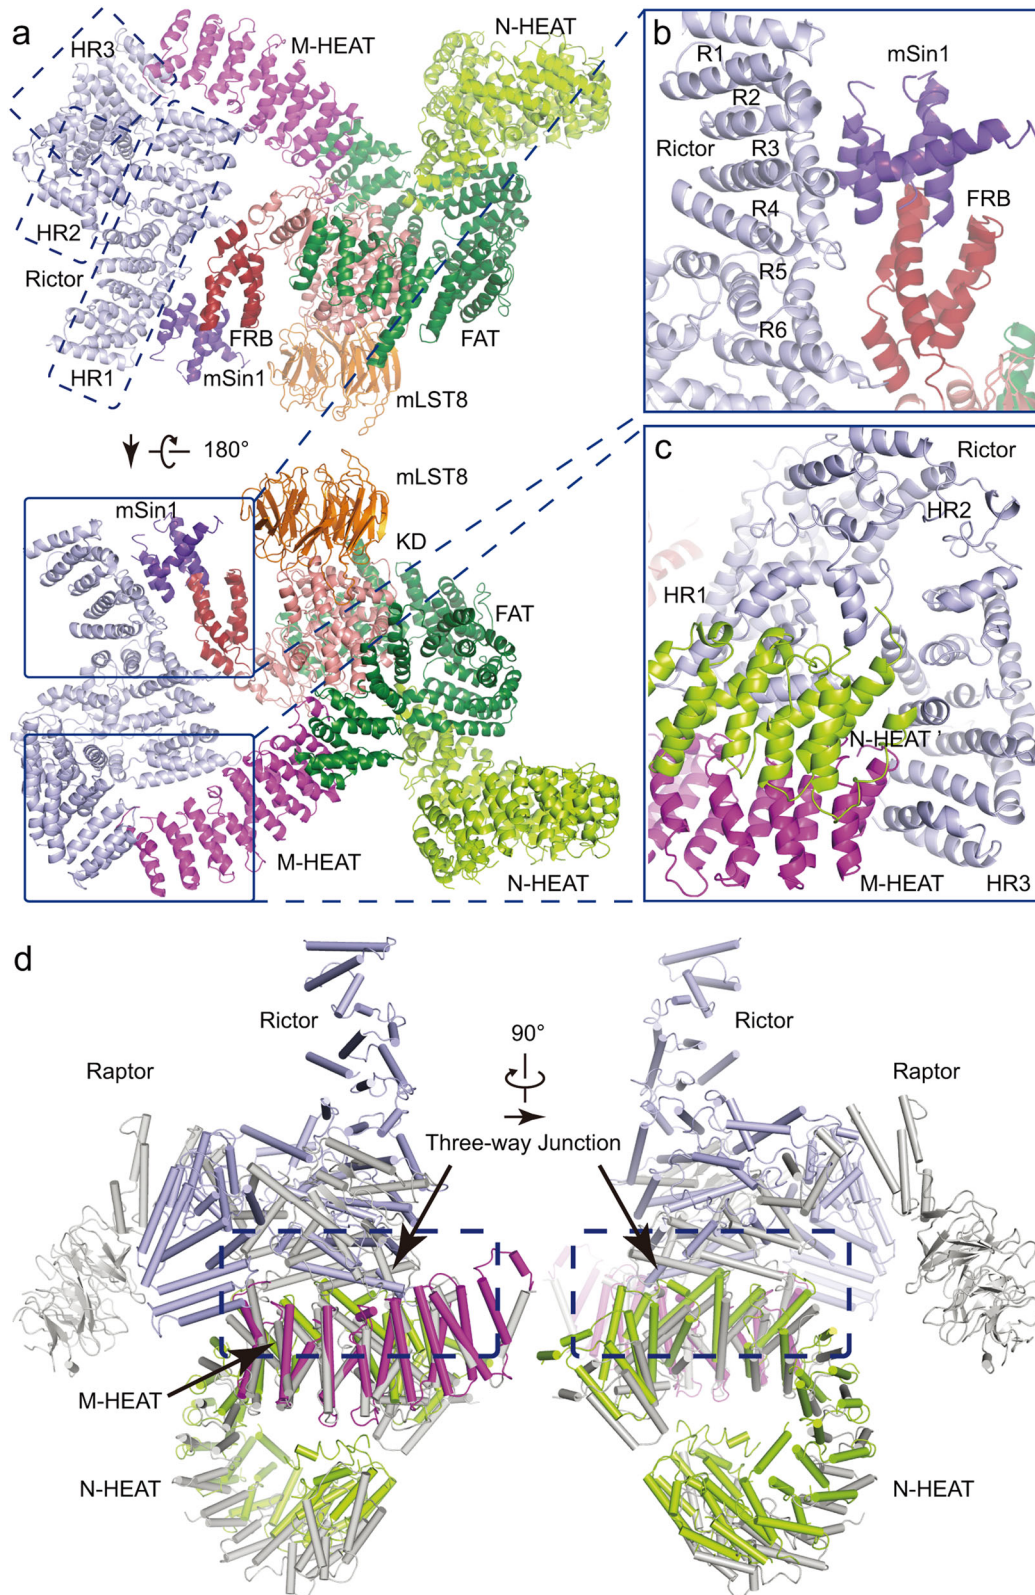 a
HR3
M-HEAT
N-HEAT
HR2
Rictor
HR1
mSin1
FRB
FAT
mLST8
180°
mSin1
mLST8
KD
FAT
M-HEAT
N-HEAT
b
R1
mSin1
R2
Rictor
R3
FRB
R4
R5
R6
c
Rictor
HR2
HR1
N-HEAT '
M-HEAT
HR3
d
Rictor
90°
Rictor
Raptor
Raptor
Three-way Junction
M-HEAT
N-HEAT
N-HEAT